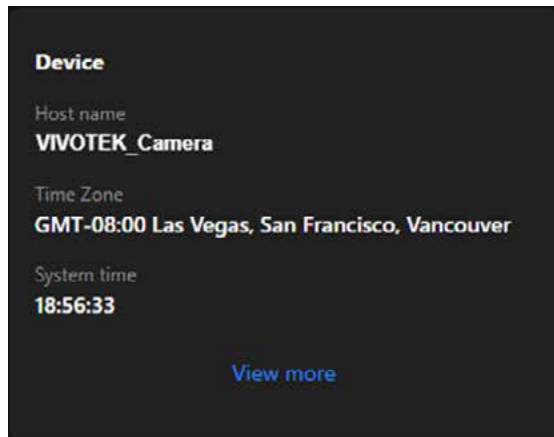 Device
Host name
VIVOTEK_Camera
Time Zone
GMT-08:00 Las Vegas, San Francisco, Vancouver
System time
18:56:33
View more